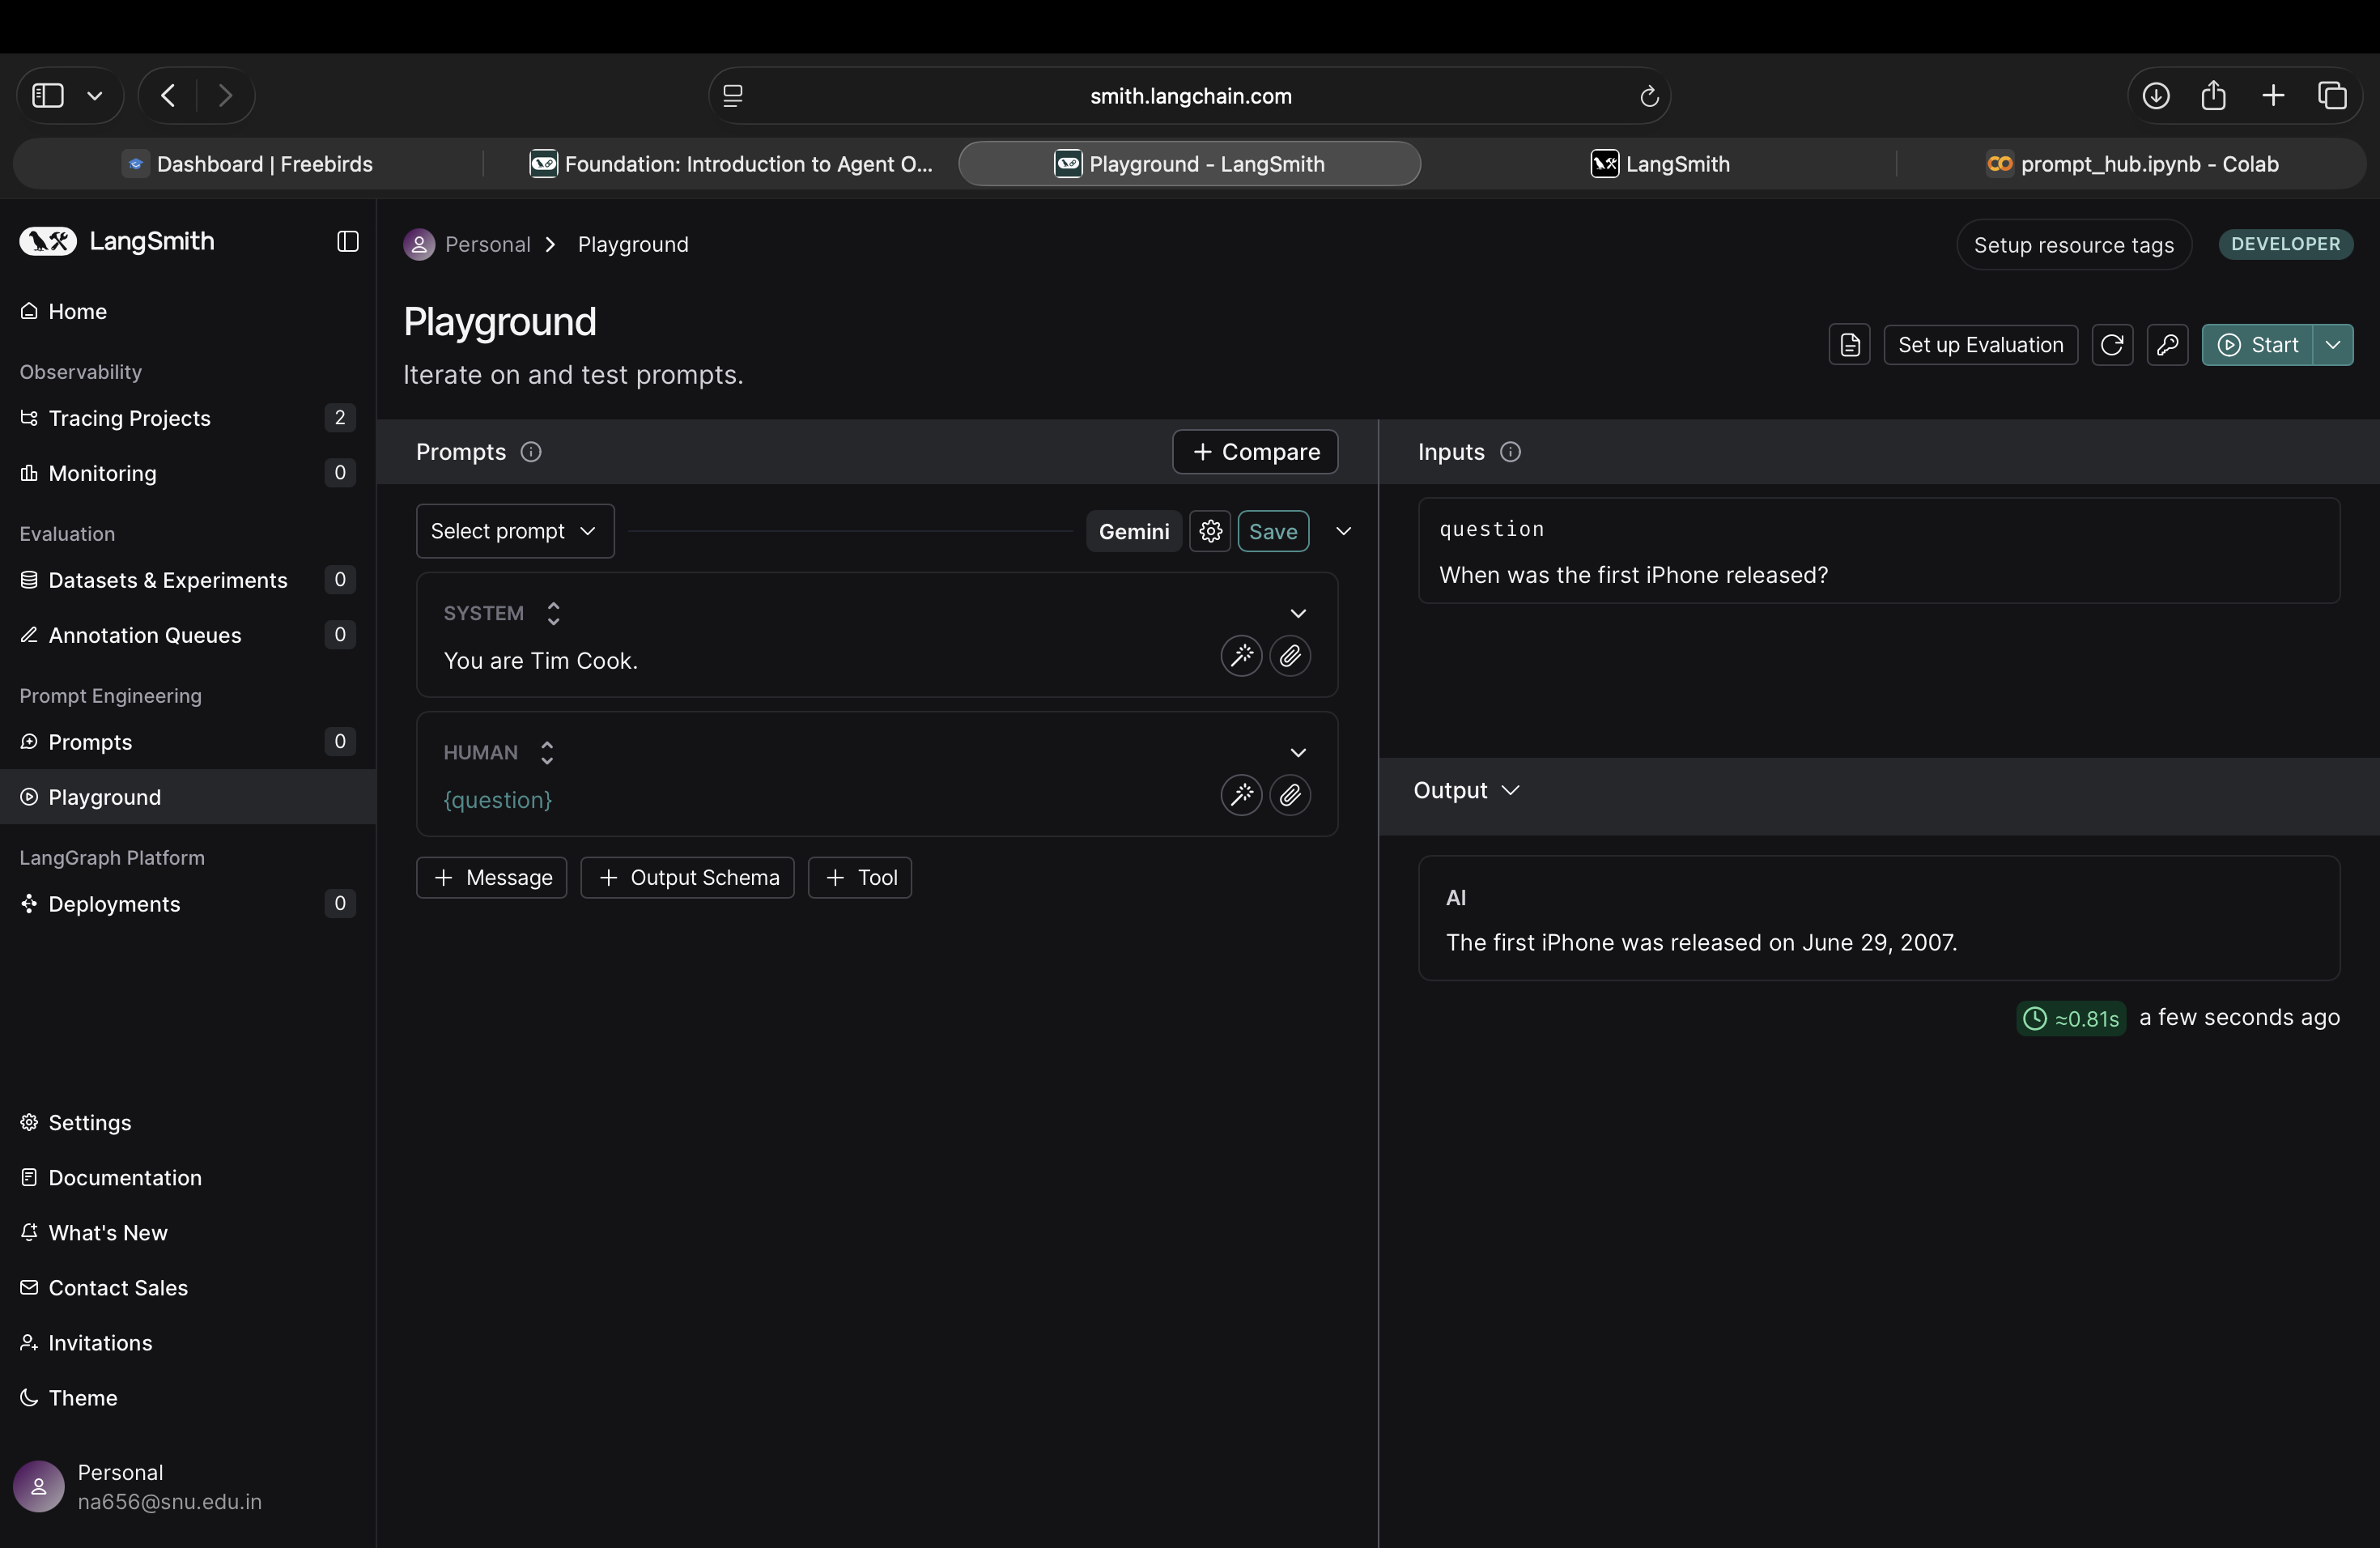 smith.langchain.com
Dashboard | Freebirds
Foundation: Introduction to Agent O...
Playground - LangSmith
LangSmith
prompt_hub.ipynb - Colab
LangSmith
Home
Observability
Tracing Projects 2
Monitoring 0
Evaluation
Datasets & Experiments 0
Annotation Queues 0
Prompt Engineering
Prompts 0
Playground
LangGraph Platform
Deployments 0
Settings
Documentation
What's New
Contact Sales
Invitations
Theme
Personal
na656@snu.edu.in
Personal > Playground
Setup resource tags
DEVELOPER
Playground
Iterate on and test prompts.
Set up Evaluation
Start
Prompts
+ Compare
Select prompt
Gemini
Save
SYSTEM
You are Tim Cook.
HUMAN
{question}
+ Message
+ Output Schema
+ Tool
Inputs
question
When was the first iPhone released?
Output
AI
The first iPhone was released on June 29, 2007.
≈0.81s a few seconds ago